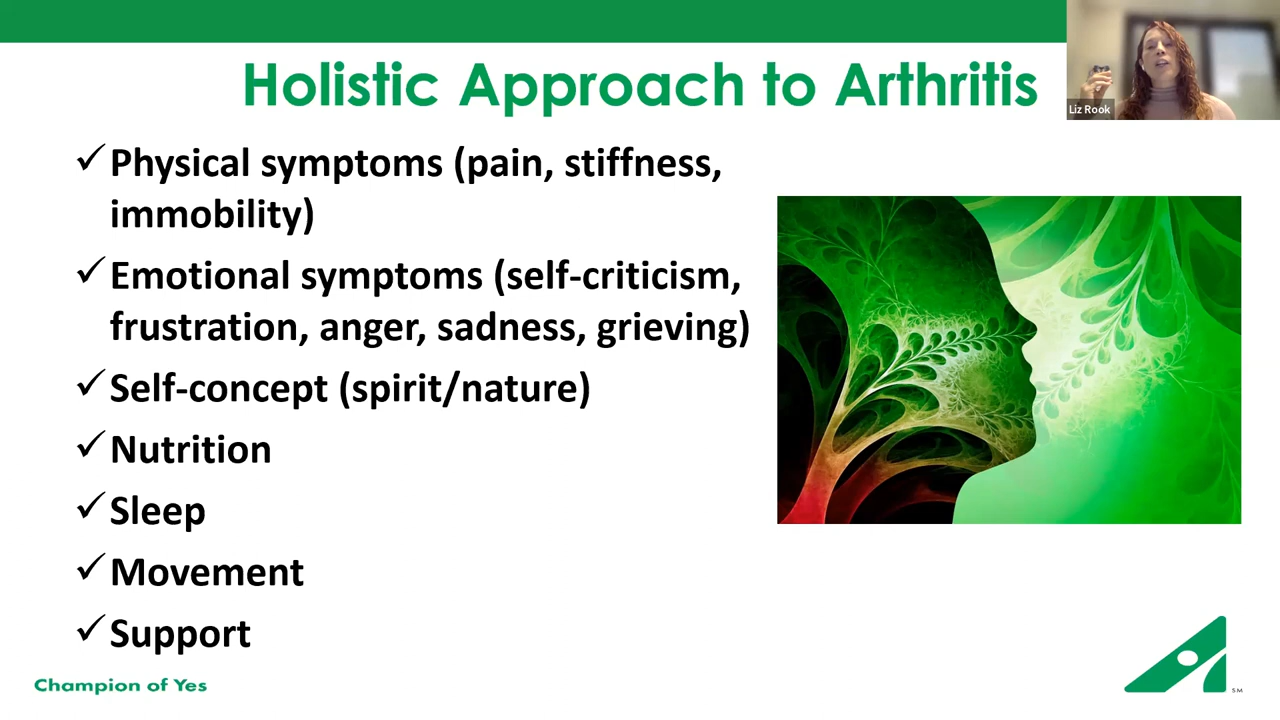 Holistic Approach to Arthritis
Liz Rook
✓ Physical symptoms (pain, stiffness,
immobility)
✓ Emotional symptoms (self-criticism,
frustration, anger, sadness, grieving)
✓ Self-concept (spirit/nature)
✓ Nutrition
✓ Sleep
✓ Movement
✓ Support
Champion of Yes
SM